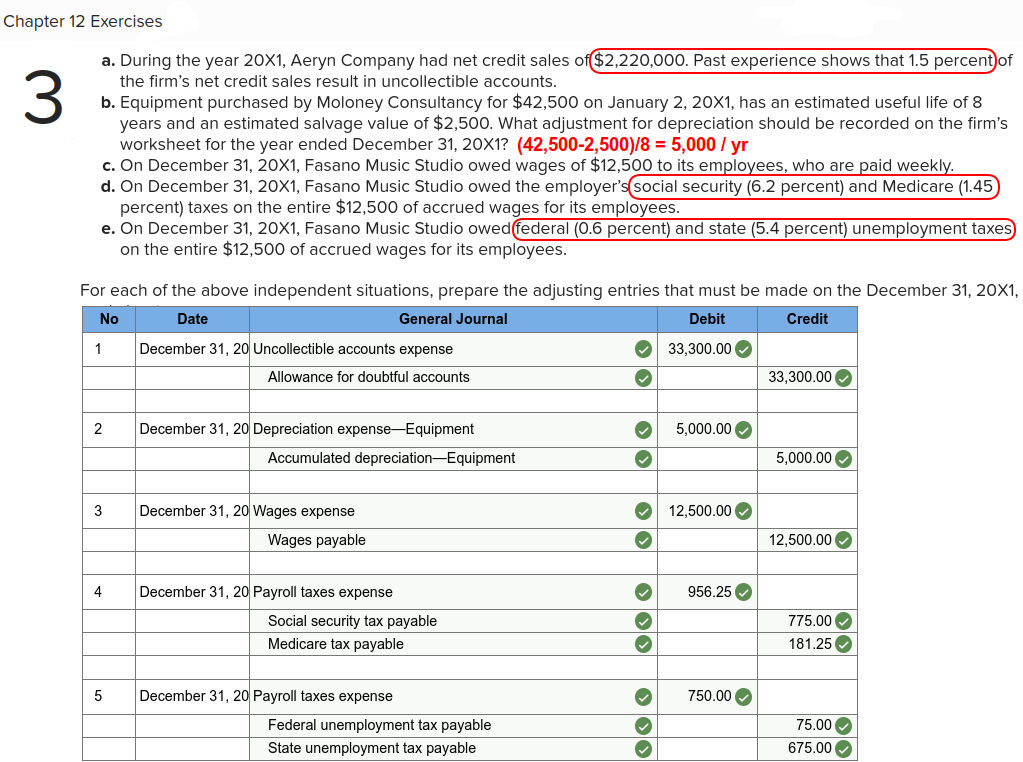 Chapter 12 Exercises
3
a. During the year 20X1, Aeryn Company had net credit sales of $2,220,000. Past experience shows that 1.5 percent of
the firm's net credit sales result in uncollectible accounts.
b. Equipment purchased by Moloney Consultancy for $42,500 on January 2, 20X1, has an estimated useful life of 8
years and an estimated salvage value of $2,500. What adjustment for depreciation should be recorded on the firm's
worksheet for the year ended December 31, 20X1? (42,500-2,500)/8 = 5,000 / yr
c. On December 31, 20X1, Fasano Music Studio owed wages of $12,500 to its employees, who are paid weekly.
d. On December 31, 20X1, Fasano Music Studio owed the employer's social security (6.2 percent) and Medicare (1.45
percent) taxes on the entire $12,500 of accrued wages for its employees.
e. On December 31, 20X1, Fasano Music Studio owed federal (0.6 percent) and state (5.4 percent) unemployment taxes
on the entire $12,500 of accrued wages for its employees.
For each of the above independent situations, prepare the adjusting entries that must be made on the December 31, 20X1,
No Date General Journal Debit Credit
1 December 31, 20 Uncollectible accounts expense 33,300.00
Allowance for doubtful accounts 33,300.00
2 December 31, 20 Depreciation expense—Equipment 5,000.00
Accumulated depreciation—Equipment 5,000.00
3 December 31, 20 Wages expense 12,500.00
Wages payable 12,500.00
4 December 31, 20 Payroll taxes expense 956.25
Social security tax payable 775.00
Medicare tax payable 181.25
5 December 31, 20 Payroll taxes expense 750.00
Federal unemployment tax payable 75.00
State unemployment tax payable 675.00